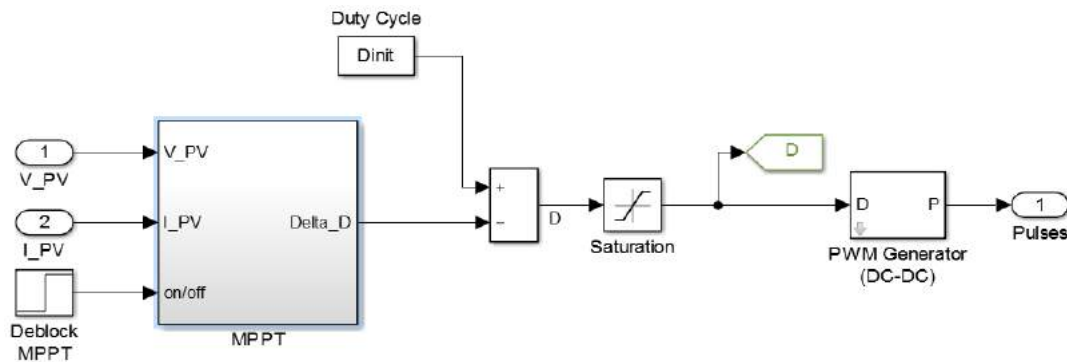 Duty Cycle
Dinit
1
V_PV
2
I_PV
Deblock
MPPT
V_PV
I_PV
on/off
Delta_D
MPPT
+
−
D
Saturation
D
D
P
PWM Generator
(DC-DC)
1
Pulses